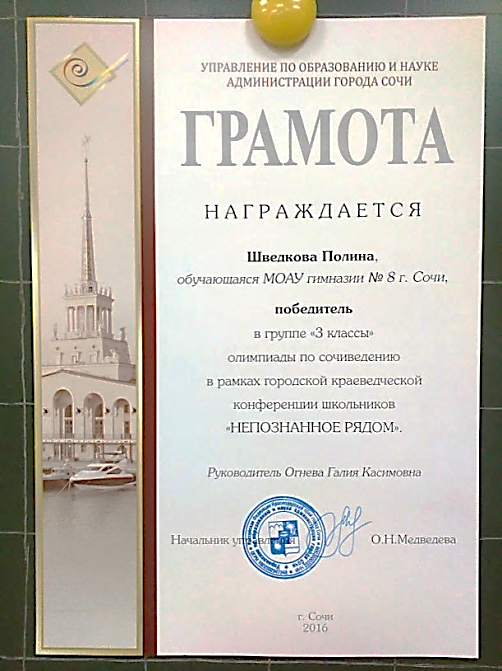 УПРАВЛЕНИЕ ПО ОБРАЗОВАНИЮ И НАУКЕ
АДМИНИСТРАЦИИ ГОРОДА СОЧИ
ГРАМОТА
НАГРАЖДАЕТСЯ
Шведкова Полина,
обучающаяся МОАУ гимназии № 8 г. Сочи,
победитель
в группе «3 классы»
олимпиады по сочиведению
в рамках городской краеведческой
конференции школьников
«НЕПОЗНАННОЕ РЯДОМ».
Руководитель Огнева Галия Касимовна
Начальник управления О.Н.Медведева
г. Сочи
2016